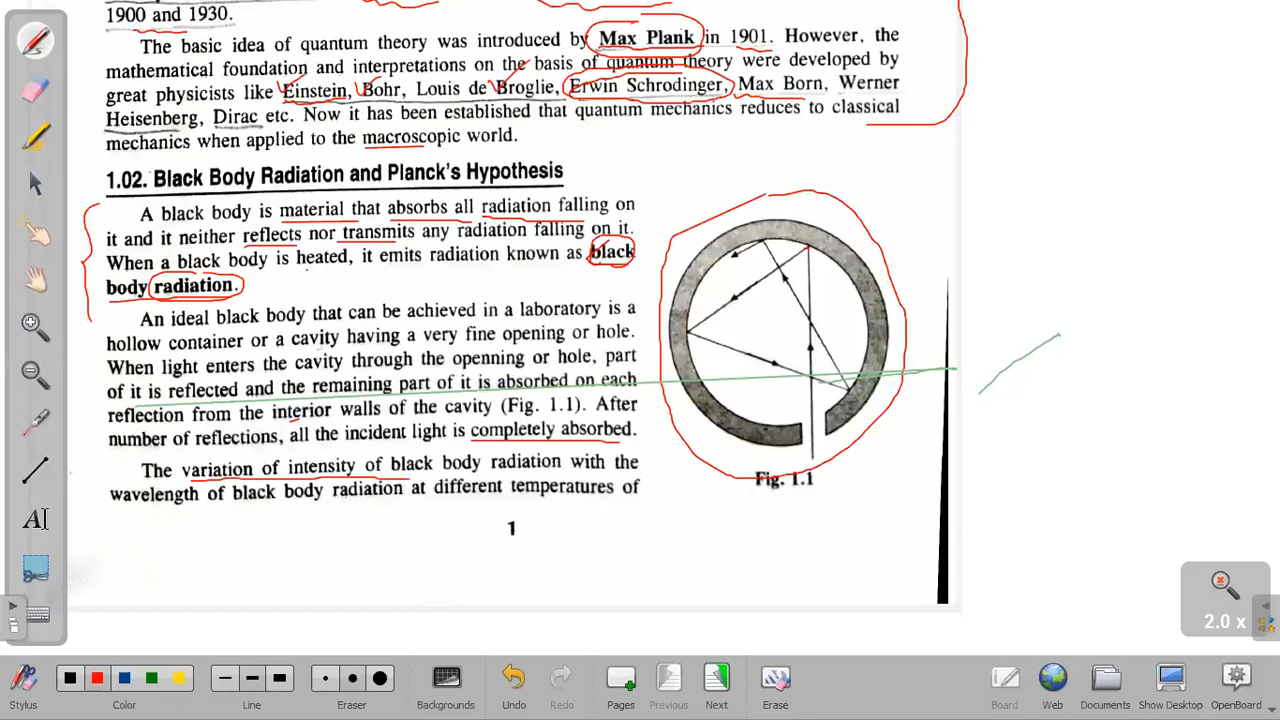 1900 and 1930.
The basic idea of quantum theory was introduced by Max Plank in 1901. However, the
mathematical foundation and interpretations on the basis of quantum theory were developed by
great physicists like Einstein, Bohr, Louis de Broglie, Erwin Schrodinger, Max Born, Werner
Heisenberg, Dirac etc. Now it has been established that quantum mechanics reduces to classical
mechanics when applied to the macroscopic world.
1.02. Black Body Radiation and Planck's Hypothesis
A black body is material that absorbs all radiation falling on
it and it neither reflects nor transmits any radiation falling on it.
When a black body is heated, it emits radiation known as black
body radiation.
An ideal black body that can be achieved in a laboratory is a
hollow container or a cavity having a very fine opening or hole.
When light enters the cavity through the openning or hole, part
of it is reflected and the remaining part of it is absorbed on each
reflection from the interior walls of the cavity (Fig. 1.1). After
number of reflections, all the incident light is completely absorbed.
The variation of intensity of black body radiation with the
wavelength of black body radiation at different temperatures of
Fig. 1.1
1
2.0 x
Stylus
Color
Line
Eraser
Backgrounds
Undo
Redo
Pages
Previous
Next
Erase
Board
Web
Documents
Show Desktop
OpenBoard